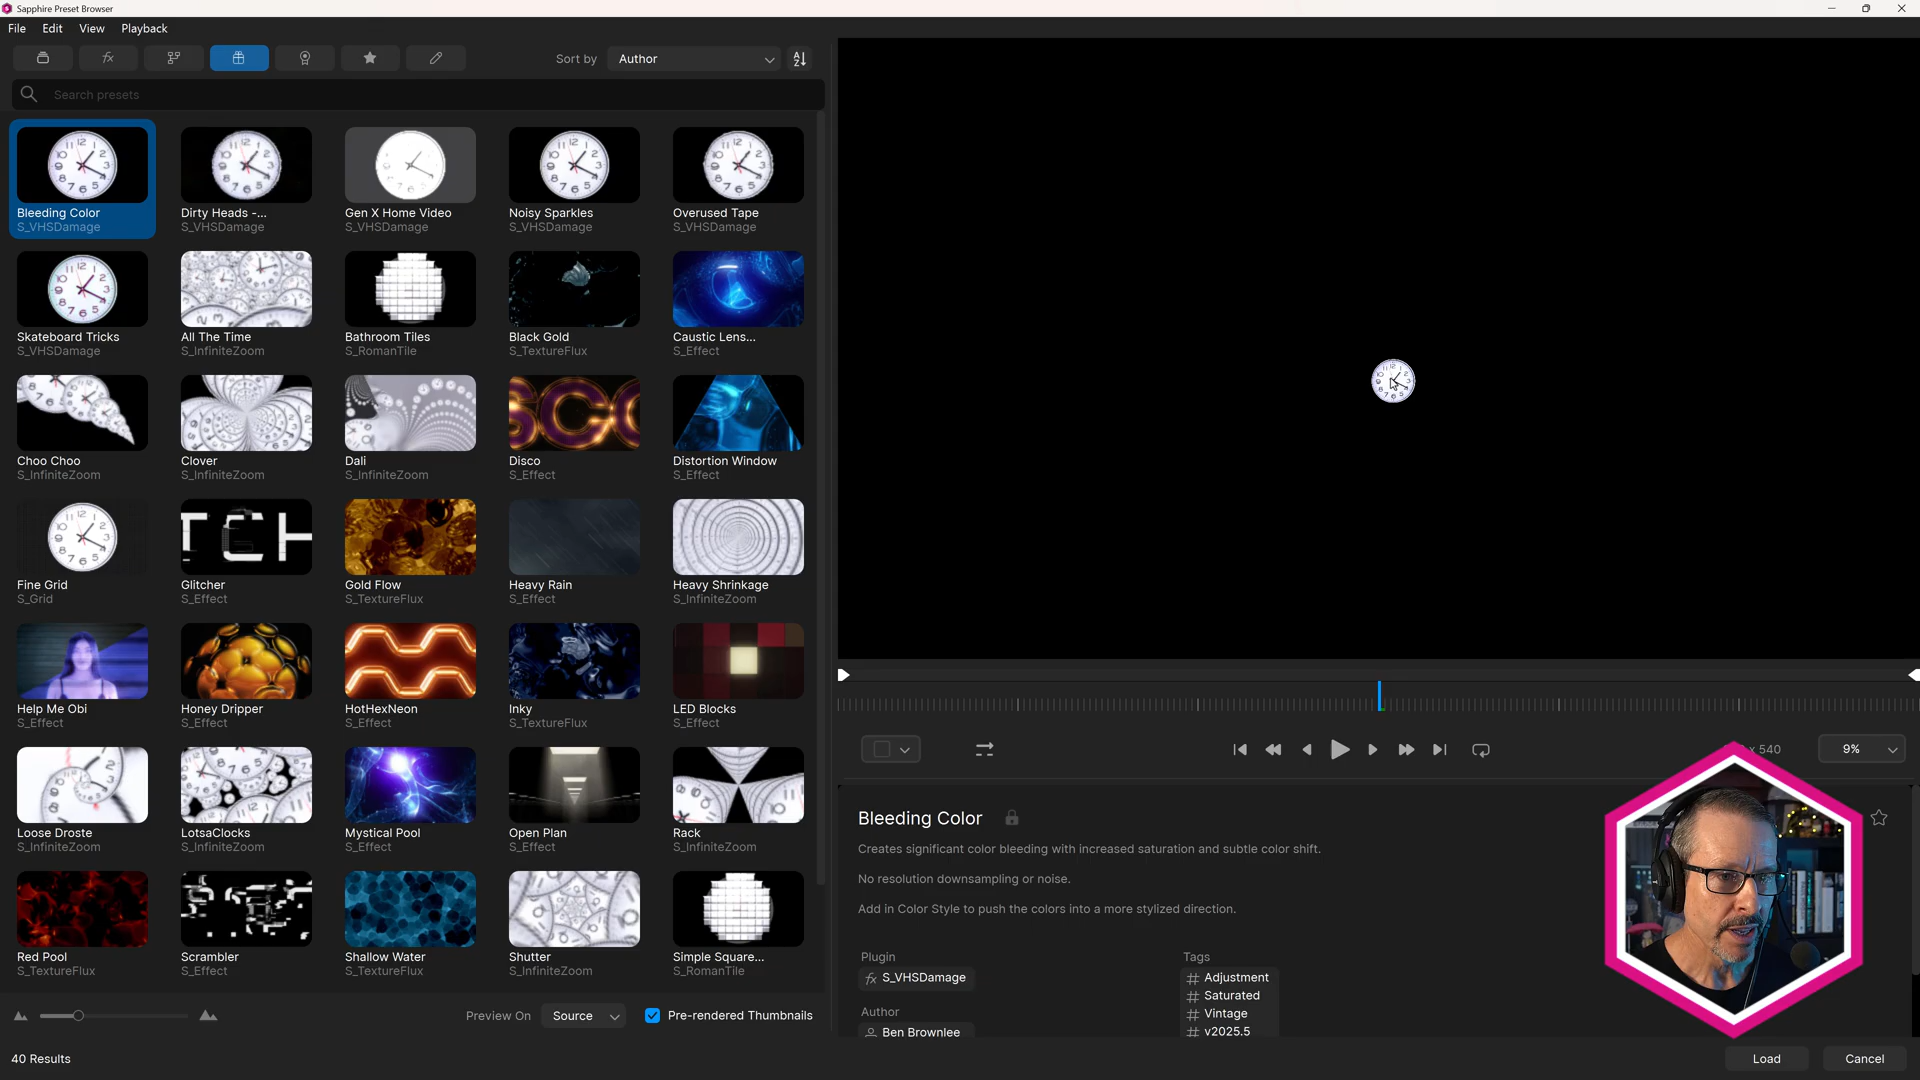 Sapphire Preset Browser
File Edit View Playback
Sort by Author
Search presets
Bleeding Color
S_VHSDamage
Dirty Heads -...
S_VHSDamage
Gen X Home Video
S_VHSDamage
Noisy Sparkles
S_VHSDamage
Overused Tape
S_VHSDamage
Skateboard Tricks
S_VHSDamage
All The Time
S_InfiniteZoom
Bathroom Tiles
S_RomanTile
Black Gold
S_TextureFlux
Caustic Lens...
S_Effect
Choo Choo
S_InfiniteZoom
Clover
S_InfiniteZoom
Dali
S_InfiniteZoom
Disco
S_Effect
Distortion Window
S_Effect
Fine Grid
S_Grid
Glitcher
S_Effect
Gold Flow
S_TextureFlux
Heavy Rain
S_Effect
Heavy Shrinkage
S_InfiniteZoom
Help Me Obi
S_Effect
Honey Dripper
S_Effect
HotHexNeon
S_Effect
Inky
S_TextureFlux
LED Blocks
S_Effect
Loose Droste
S_InfiniteZoom
LotsaClocks
S_InfiniteZoom
Mystical Pool
S_Effect
Open Plan
S_Effect
Rack
S_InfiniteZoom
Red Pool
S_TextureFlux
Scrambler
S_Effect
Shallow Water
S_TextureFlux
Shutter
S_InfiniteZoom
Simple Square...
S_RomanTile
Preview On Source Pre-rendered Thumbnails
40 Results
x 540 9%
Bleeding Color
Creates significant color bleeding with increased saturation and subtle color shift.
No resolution downsampling or noise.
Add in Color Style to push the colors into a more stylized direction.
Plugin
S_VHSDamage
Author
Ben Brownlee
Tags
# Adjustment
# Saturated
# Vintage
# v2025.5
Load Cancel